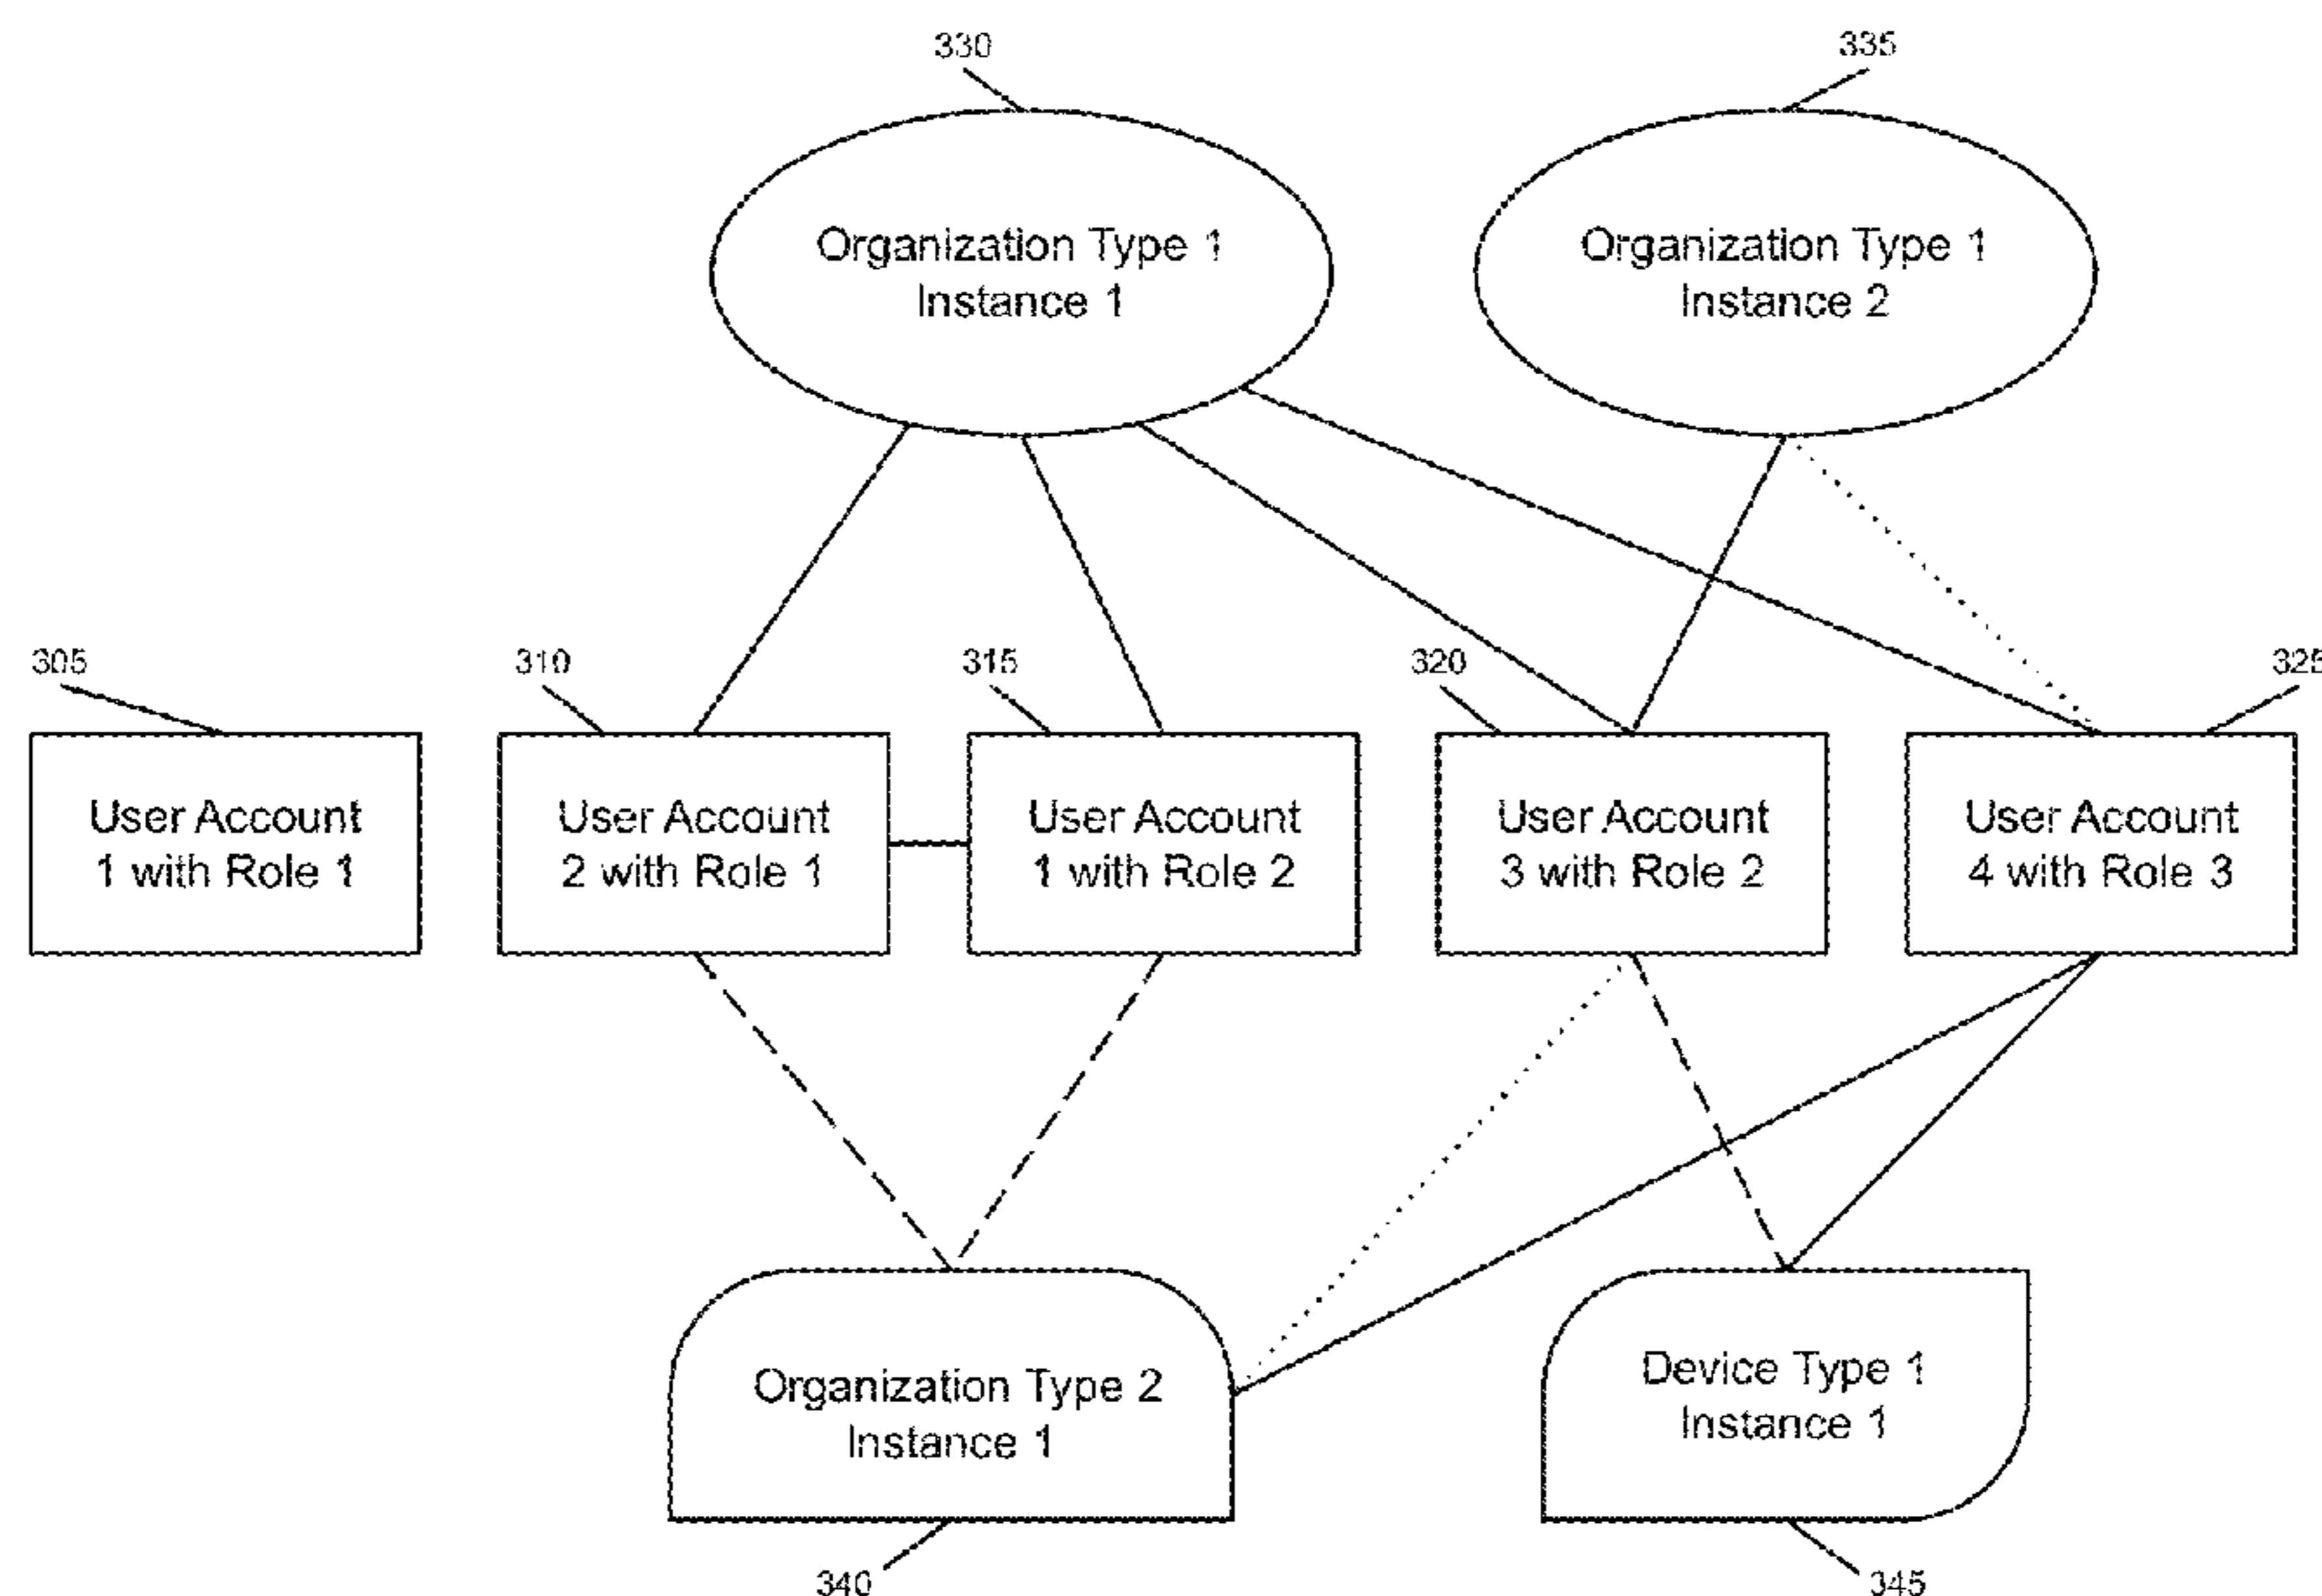 330
335
Organization Type 1
Instance 1
Organization Type 1
Instance 2
305
310
315
320
325
User Account
1 with Role 1
User Account
2 with Role 1
User Account
1 with Role 2
User Account
3 with Role 2
User Account
4 with Role 3
Organization Type 2
Instance 1
Device Type 1
Instance 1
340
345